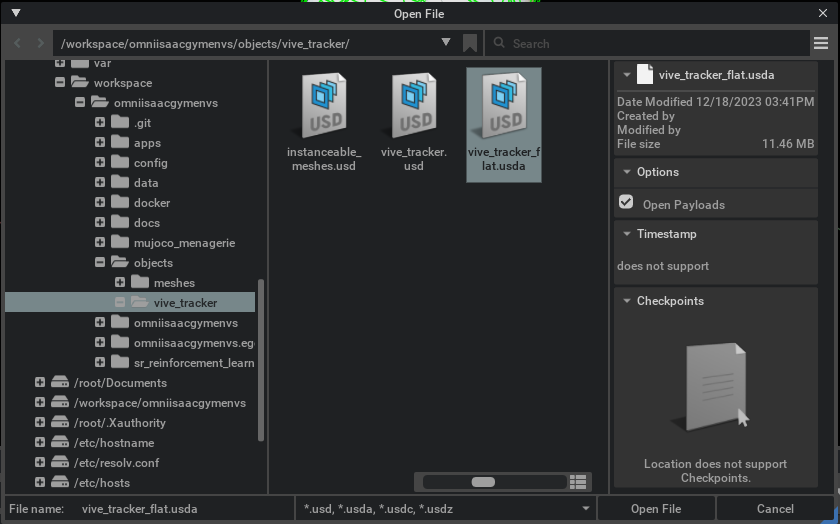 Open File
/workspace/omniisaacgymenvs/objects/vive_tracker/
Search
var
workspace
omniisaacgymenvs
.git
apps
config
data
docker
docs
mujoco_menagerie
objects
meshes
vive_tracker
omniisaacgymenvs
omniisaacgymenvs.eg
sr_reinforcement_learn
/root/Documents
/workspace/omniisaacgymenvs
/root/.Xauthority
/etc/hostname
/etc/resolv.conf
/etc/hosts
USD
instanceable_
meshes.usd
USD
vive_tracker.
usd
USD
vive_tracker_f
lat.usda
vive_tracker_flat.usda
Date Modified 12/18/2023 03:41PM
Created by
Modified by
File size 11.46 MB
Options
Open Payloads
Timestamp
does not support
Checkpoints
Location does not support
Checkpoints.
File name: vive_tracker_flat.usda
*.usd, *.usda, *.usdc, *.usdz
Open File
Cancel